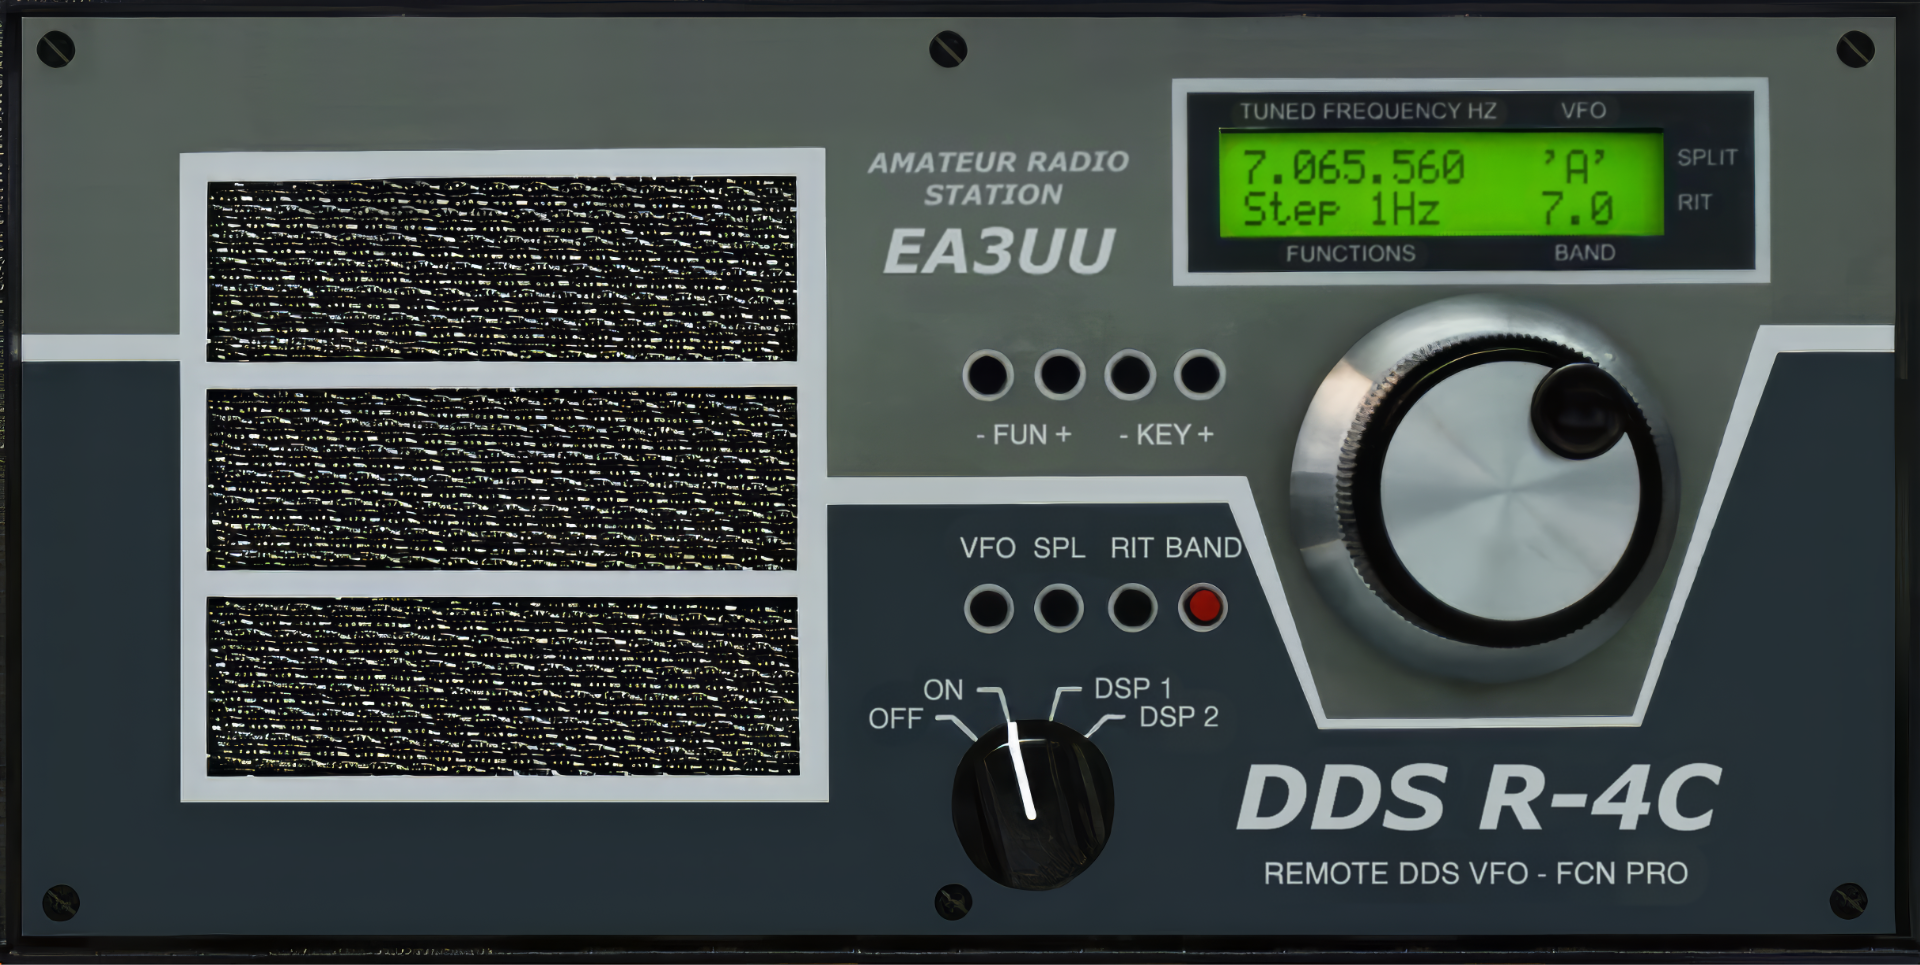 TUNED FREQUENCY HZ VFO
7.065.560 'A' SPLIT
Step 1Hz 7.0 RIT
FUNCTIONS BAND
AMATEUR RADIO
STATION
EA3UU
- FUN + - KEY +
VFO SPL RIT BAND
ON DSP 1
OFF DSP 2
DDS R-4C
REMOTE DDS VFO - FCN PRO